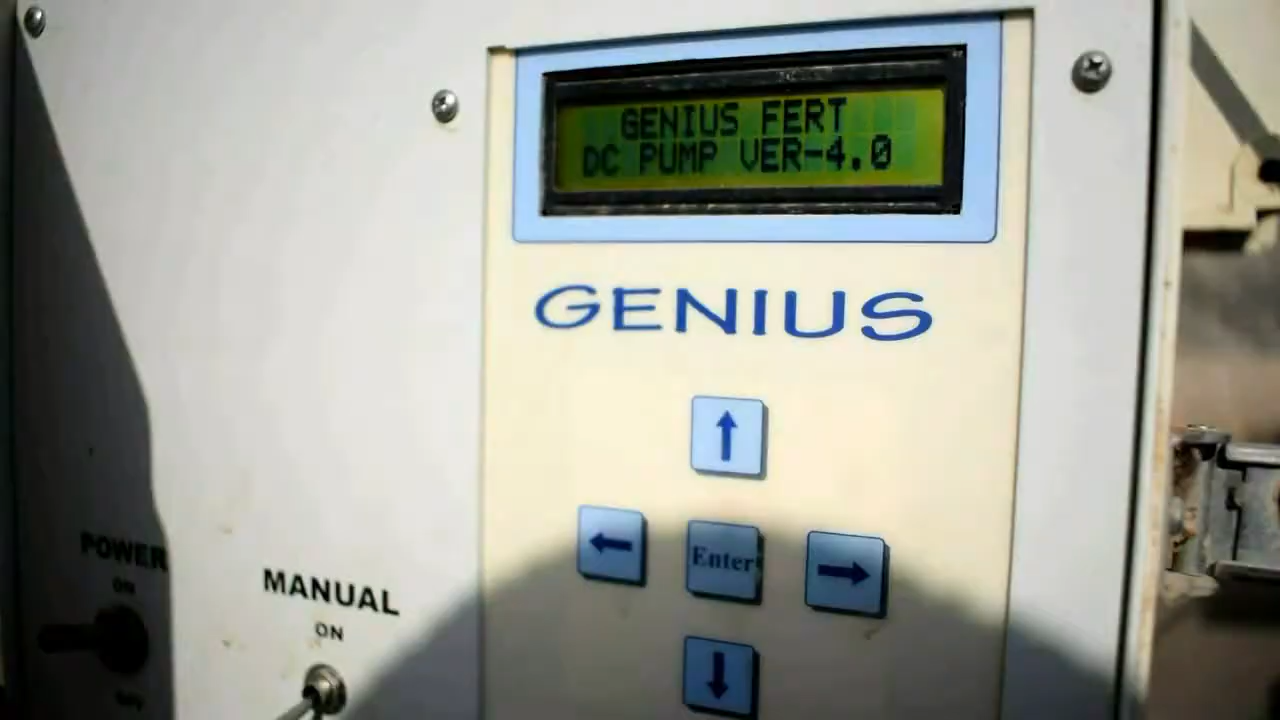 GENIUS FERT
DC PUMP VER-4.0
GENIUS
Enter
POWER
ON
MANUAL
ON